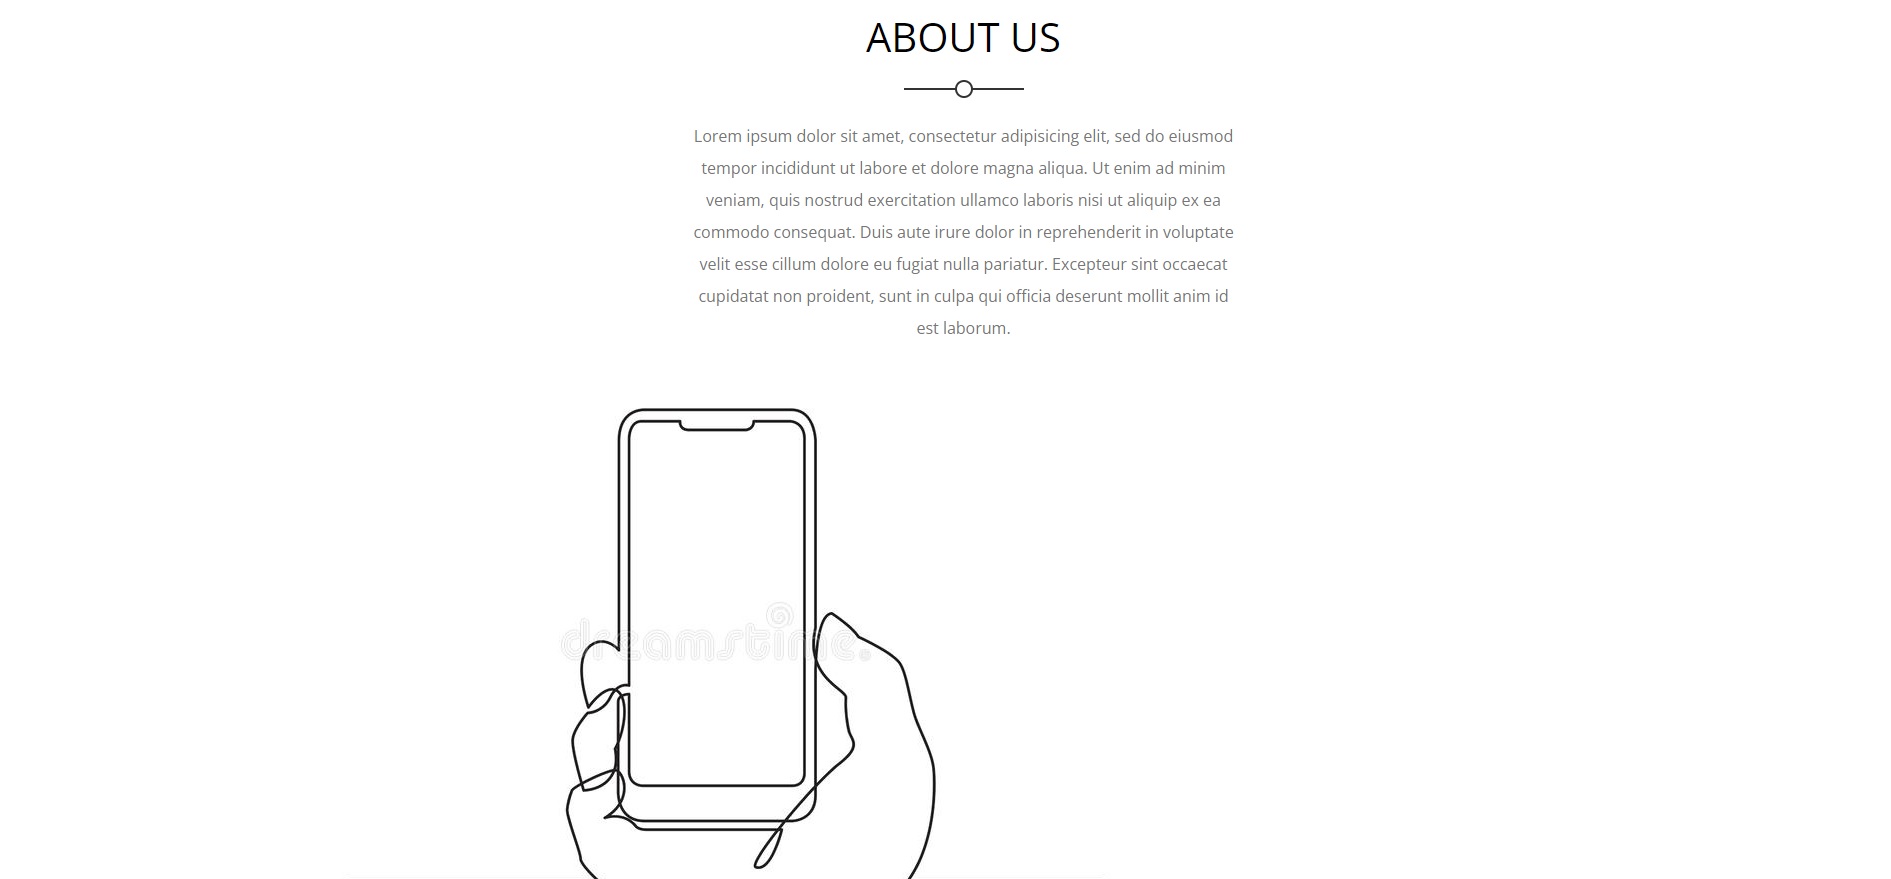 ABOUT US
Lorem ipsum dolor sit amet, consectetur adipisicing elit, sed do eiusmod
tempor incididunt ut labore et dolore magna aliqua. Ut enim ad minim
veniam, quis nostrud exercitation ullamco laboris nisi ut aliquip ex ea
commodo consequat. Duis aute irure dolor in reprehenderit in voluptate
velit esse cillum dolore eu fugiat nulla pariatur. Excepteur sint occaecat
cupidatat non proident, sunt in culpa qui officia deserunt mollit anim id
est laborum.
dreamstime.